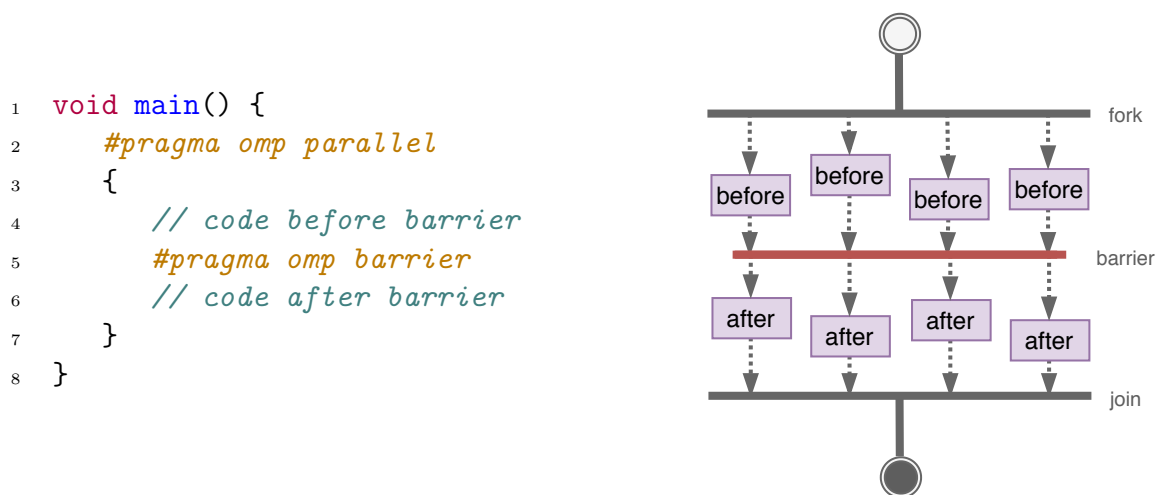 1 void main() {
2 #pragma omp parallel
3 {
4 // code before barrier
5 #pragma omp barrier
6 // code after barrier
7 }
8 }
fork
before before before before
barrier
after after after after
join